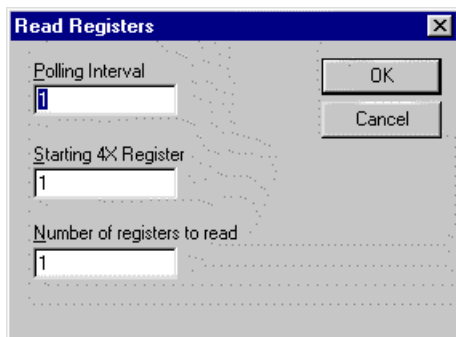 Read Registers
Polling Interval
1
OK
Cancel
Starting 4X Register
1
Number of registers to read
1